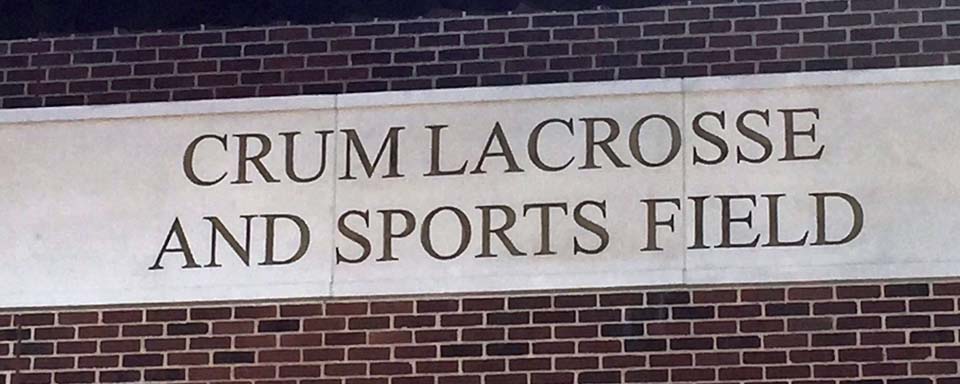 CRUM LACROSSE
AND SPORTS FIELD